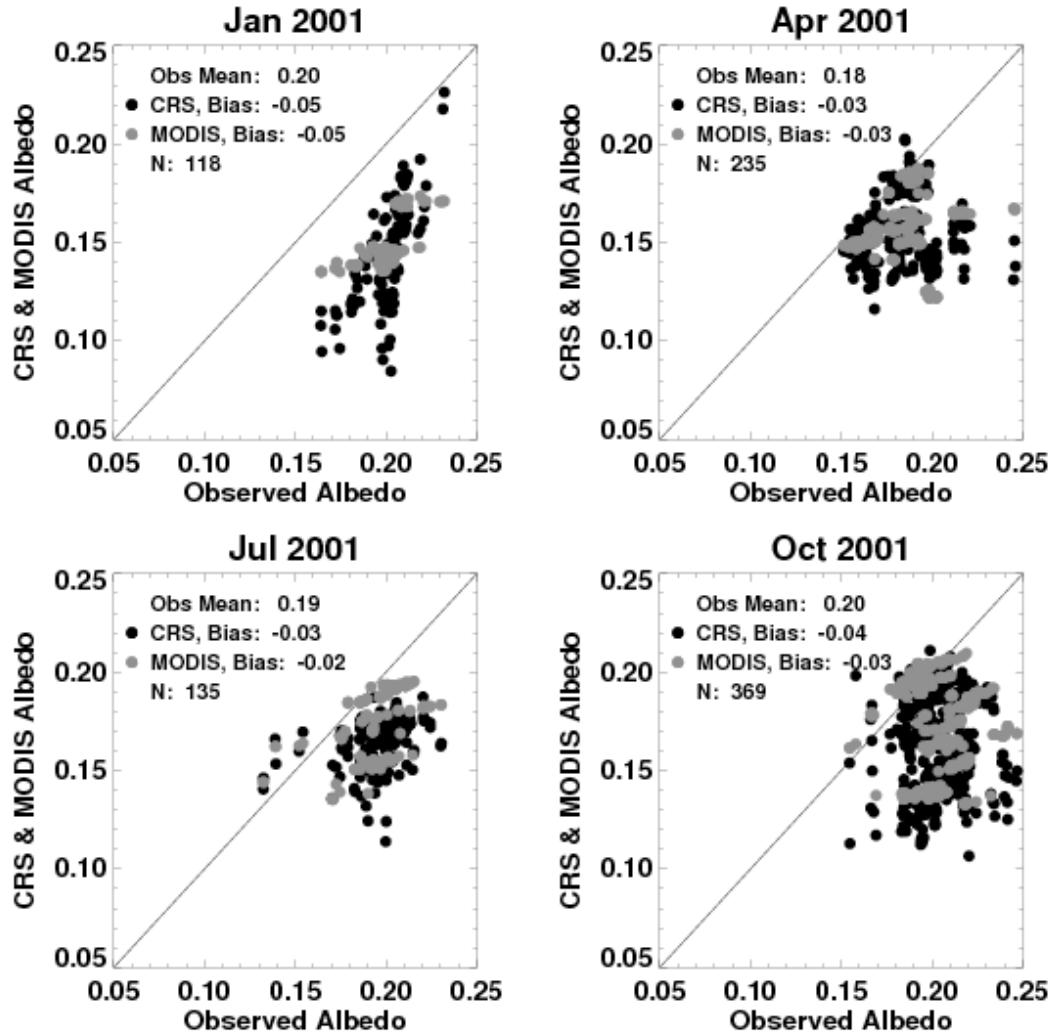 Jan 2001
CRS & MODIS Albedo
0.25
0.20
0.15
0.10
0.05
Obs Mean: 0.20
CRS, Bias: -0.05
MODIS, Bias: -0.05
N: 118
0.05 0.10 0.15 0.20 0.25
Observed Albedo
Apr 2001
CRS & MODIS Albedo
0.25
0.20
0.15
0.10
0.05
Obs Mean: 0.18
CRS, Bias: -0.03
MODIS, Bias: -0.03
N: 235
0.05 0.10 0.15 0.20 0.25
Observed Albedo
Jul 2001
CRS & MODIS Albedo
0.25
0.20
0.15
0.10
0.05
Obs Mean: 0.19
CRS, Bias: -0.03
MODIS, Bias: -0.02
N: 135
0.05 0.10 0.15 0.20 0.25
Observed Albedo
Oct 2001
CRS & MODIS Albedo
0.25
0.20
0.15
0.10
0.05
Obs Mean: 0.20
CRS, Bias: -0.04
MODIS, Bias: -0.03
N: 369
0.05 0.10 0.15 0.20 0.25
Observed Albedo